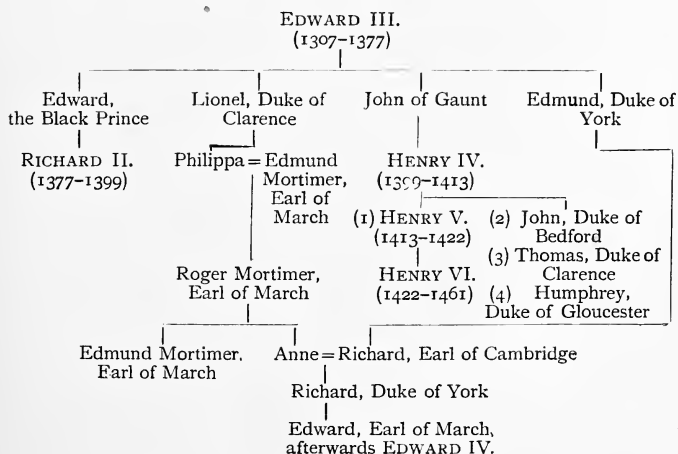 EDWARD III.
(1307–1377)
Edward, the Black Prince
Lionel, Duke of Clarence
John of Gaunt
Edmund, Duke of York
RICHARD II.
(1377–1399)
Philippa = Edmund Mortimer, Earl of March
HENRY IV.
(1399–1413)
(1) HENRY V.
(1413–1422)
(2) John, Duke of Bedford
(3) Thomas, Duke of Clarence
(4) Humphrey, Duke of Gloucester
HENRY VI.
(1422–1461)
Roger Mortimer,
Earl of March
Edmund Mortimer,
Earl of March
Anne = Richard, Earl of Cambridge
Richard, Duke of York
Edward, Earl of March,
afterwards EDWARD IV.